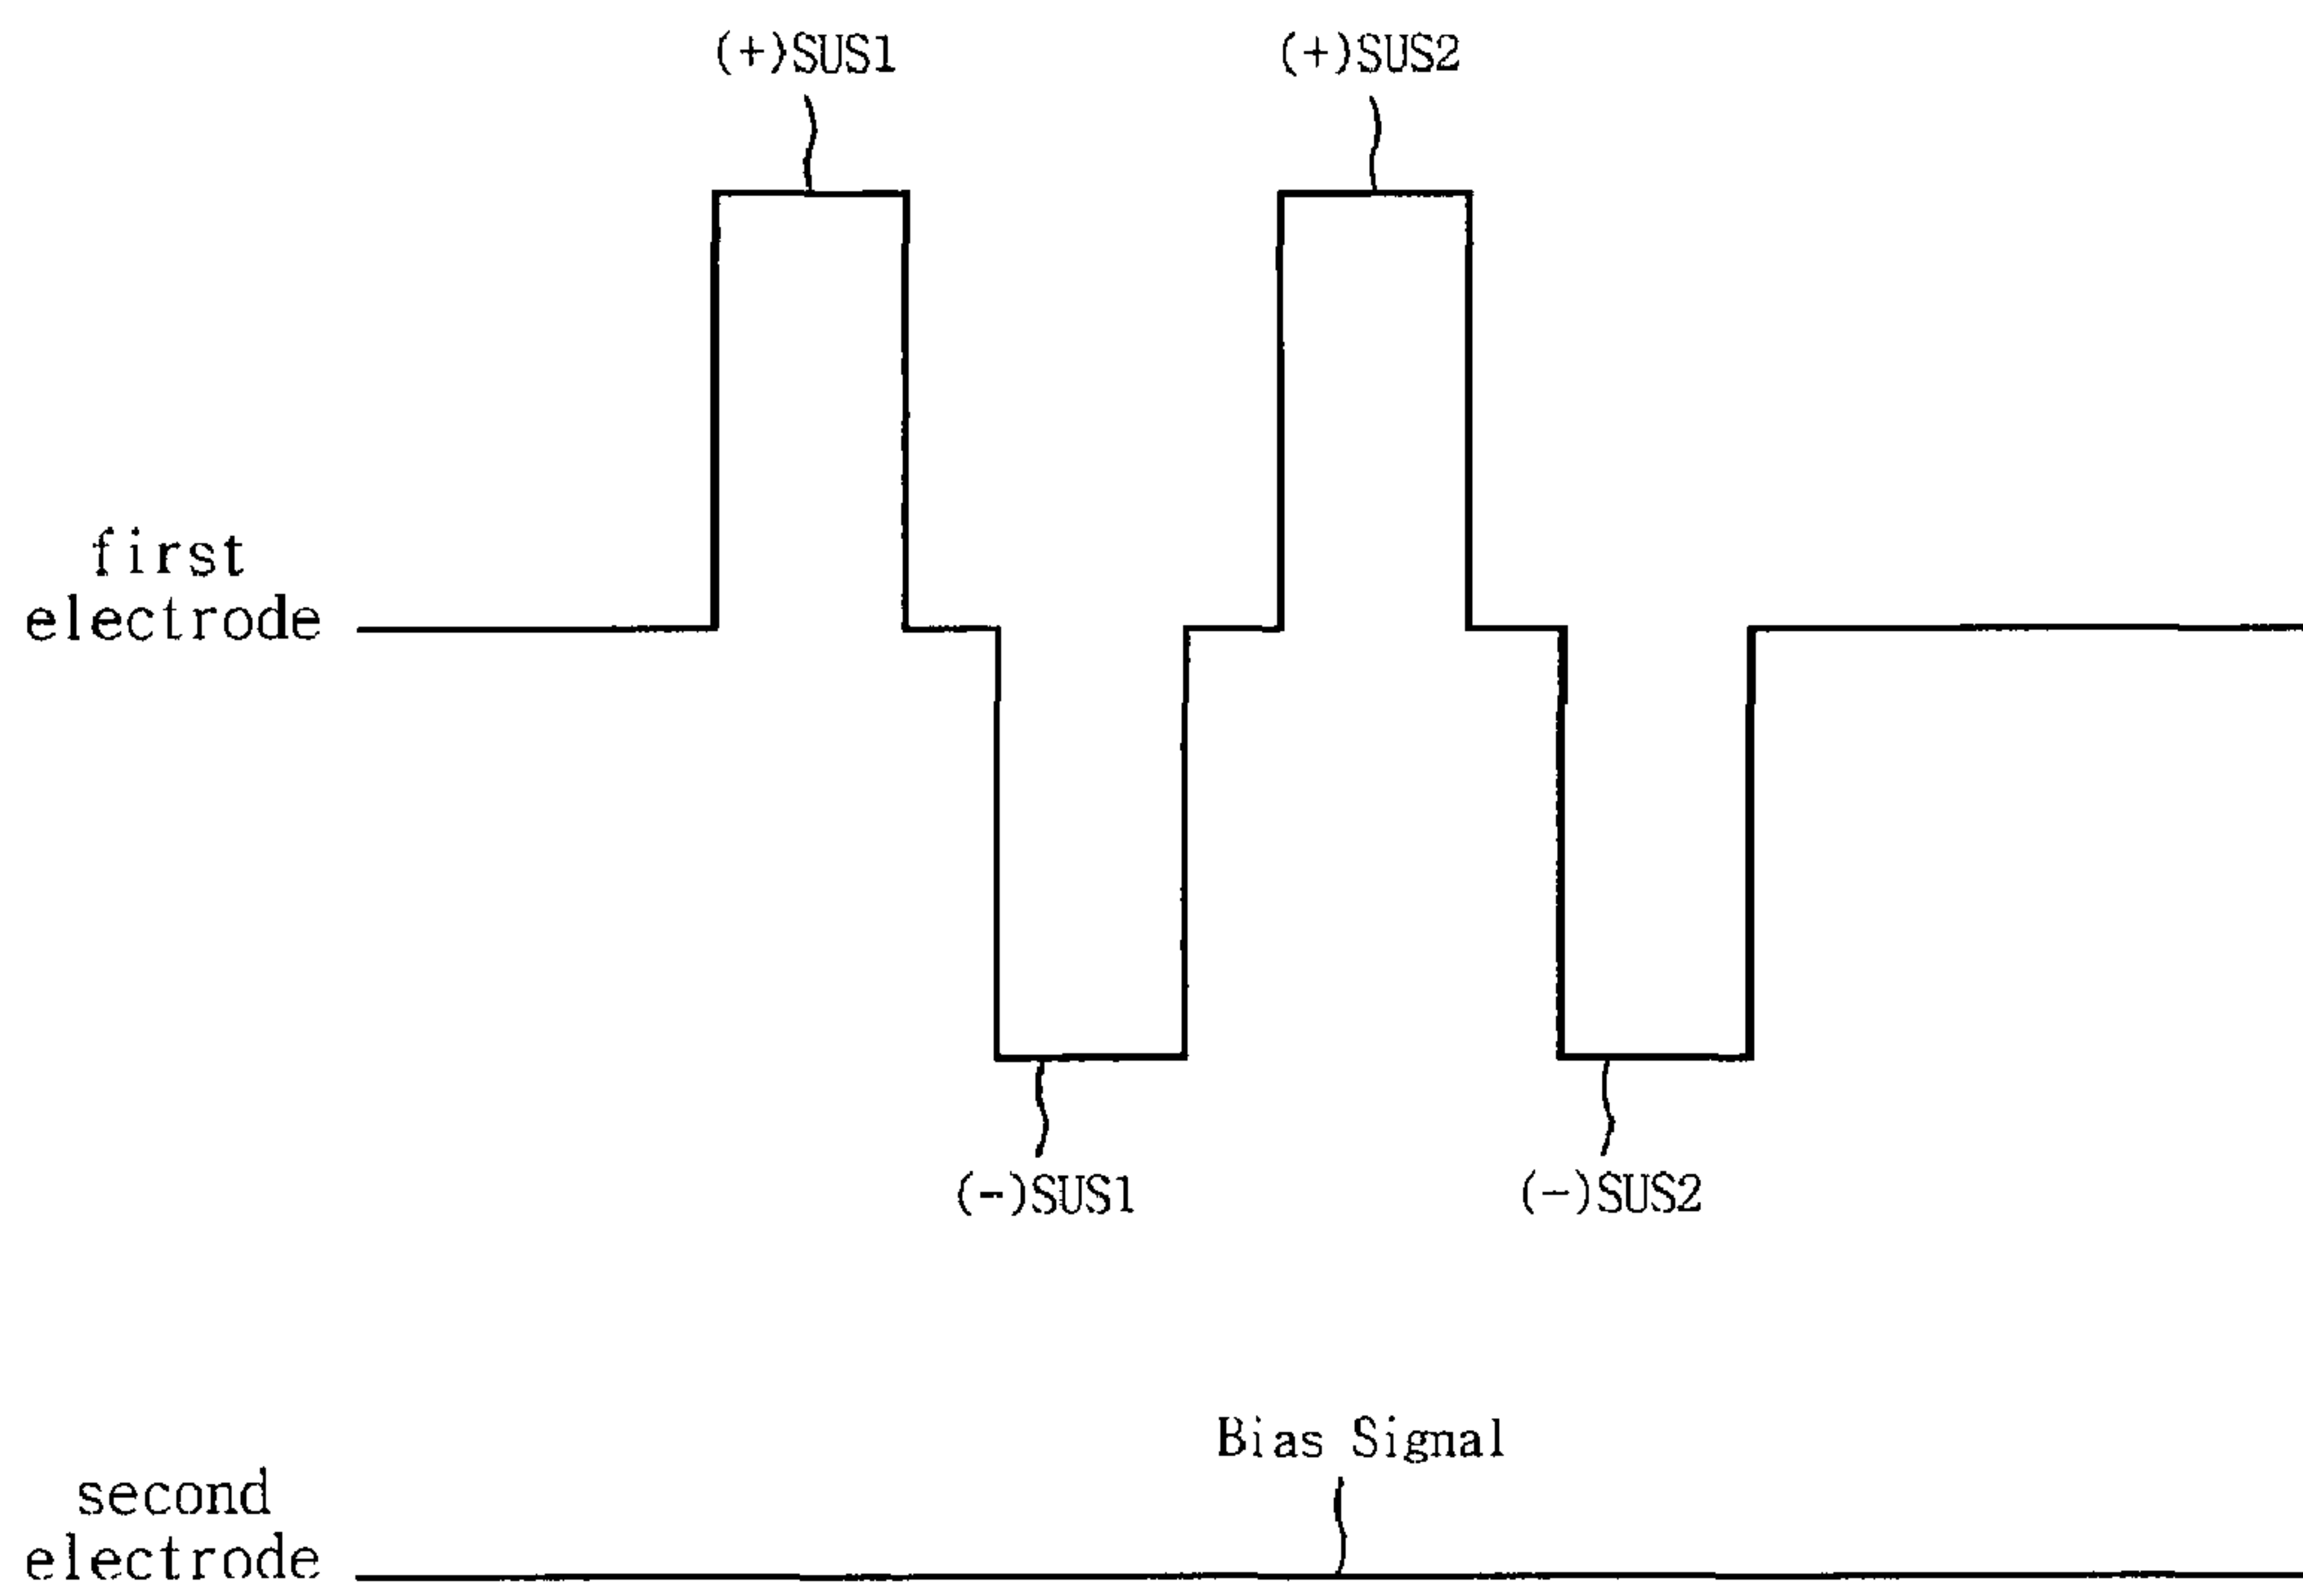 (+)SUS1
(+)SUS2
first
electrode
(-)SUS1
(-)SUS2
Bias Signal
second
electrode